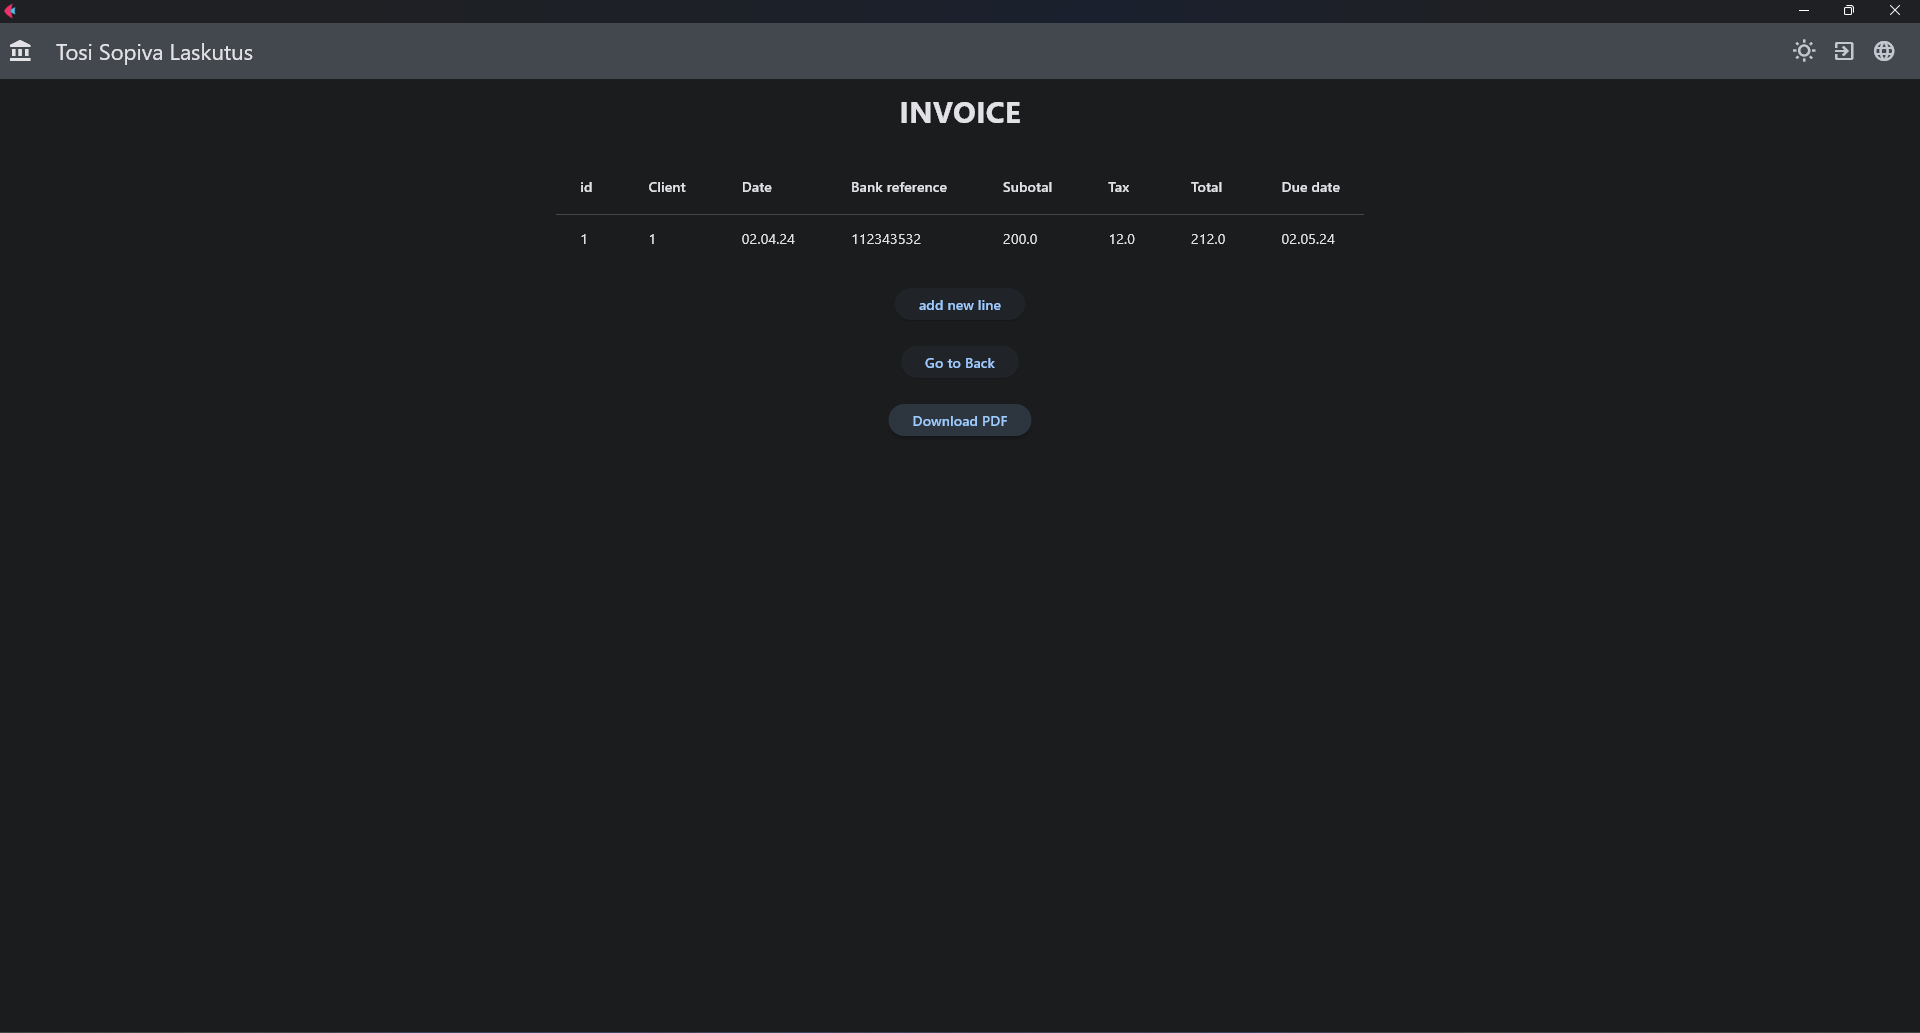 Tosi Sopiva Laskutus
INVOICE
id Client Date Bank reference Subotal Tax Total Due date
1 1 02.04.24 112343532 200.0 12.0 212.0 02.05.24
add new line
Go to Back
Download PDF